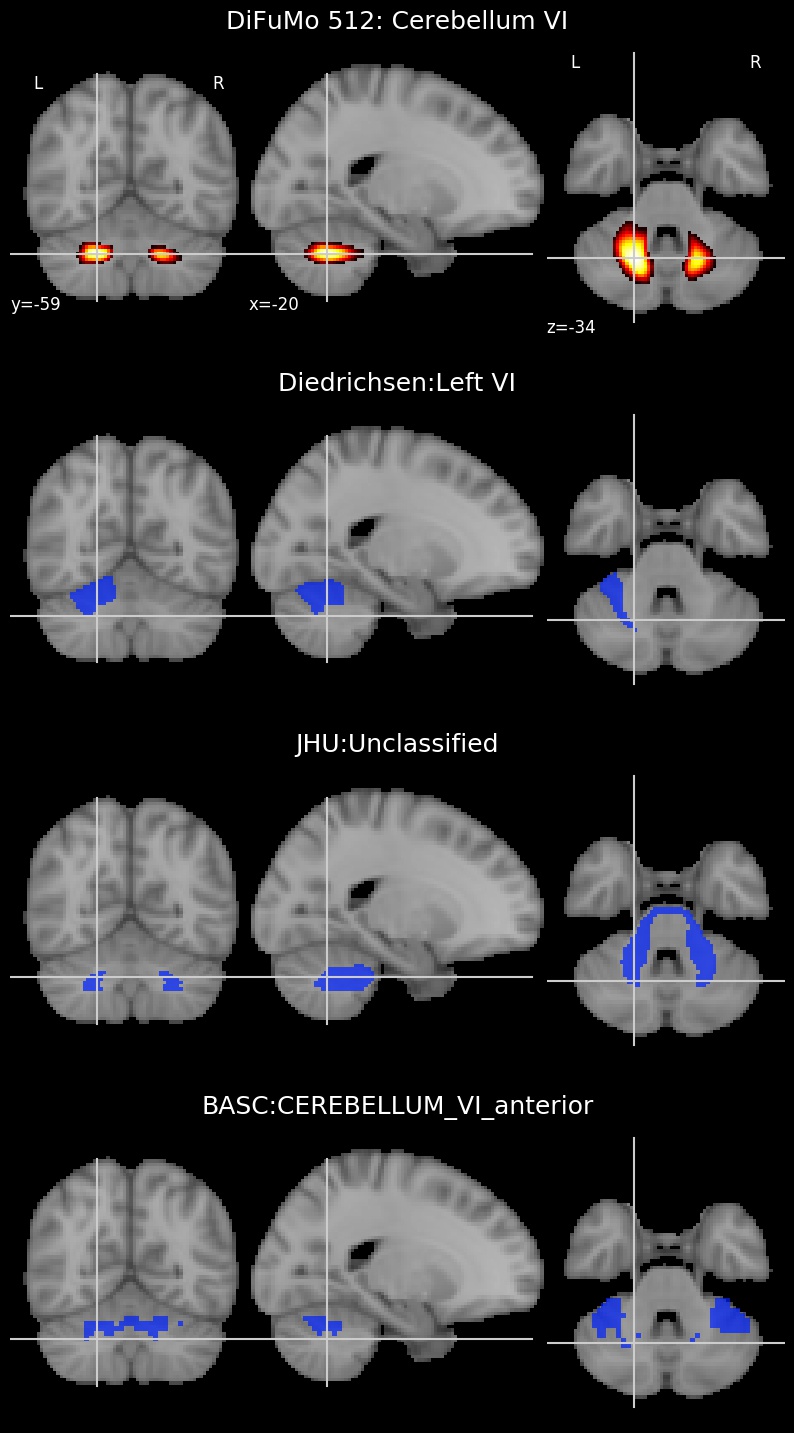 DiFuMo 512: Cerebellum VI
L R L R
y=-59 x=-20 z=-34
Diedrichsen:Left VI
JHU:Unclassified
BASC:CEREBELLUM_VI_anterior